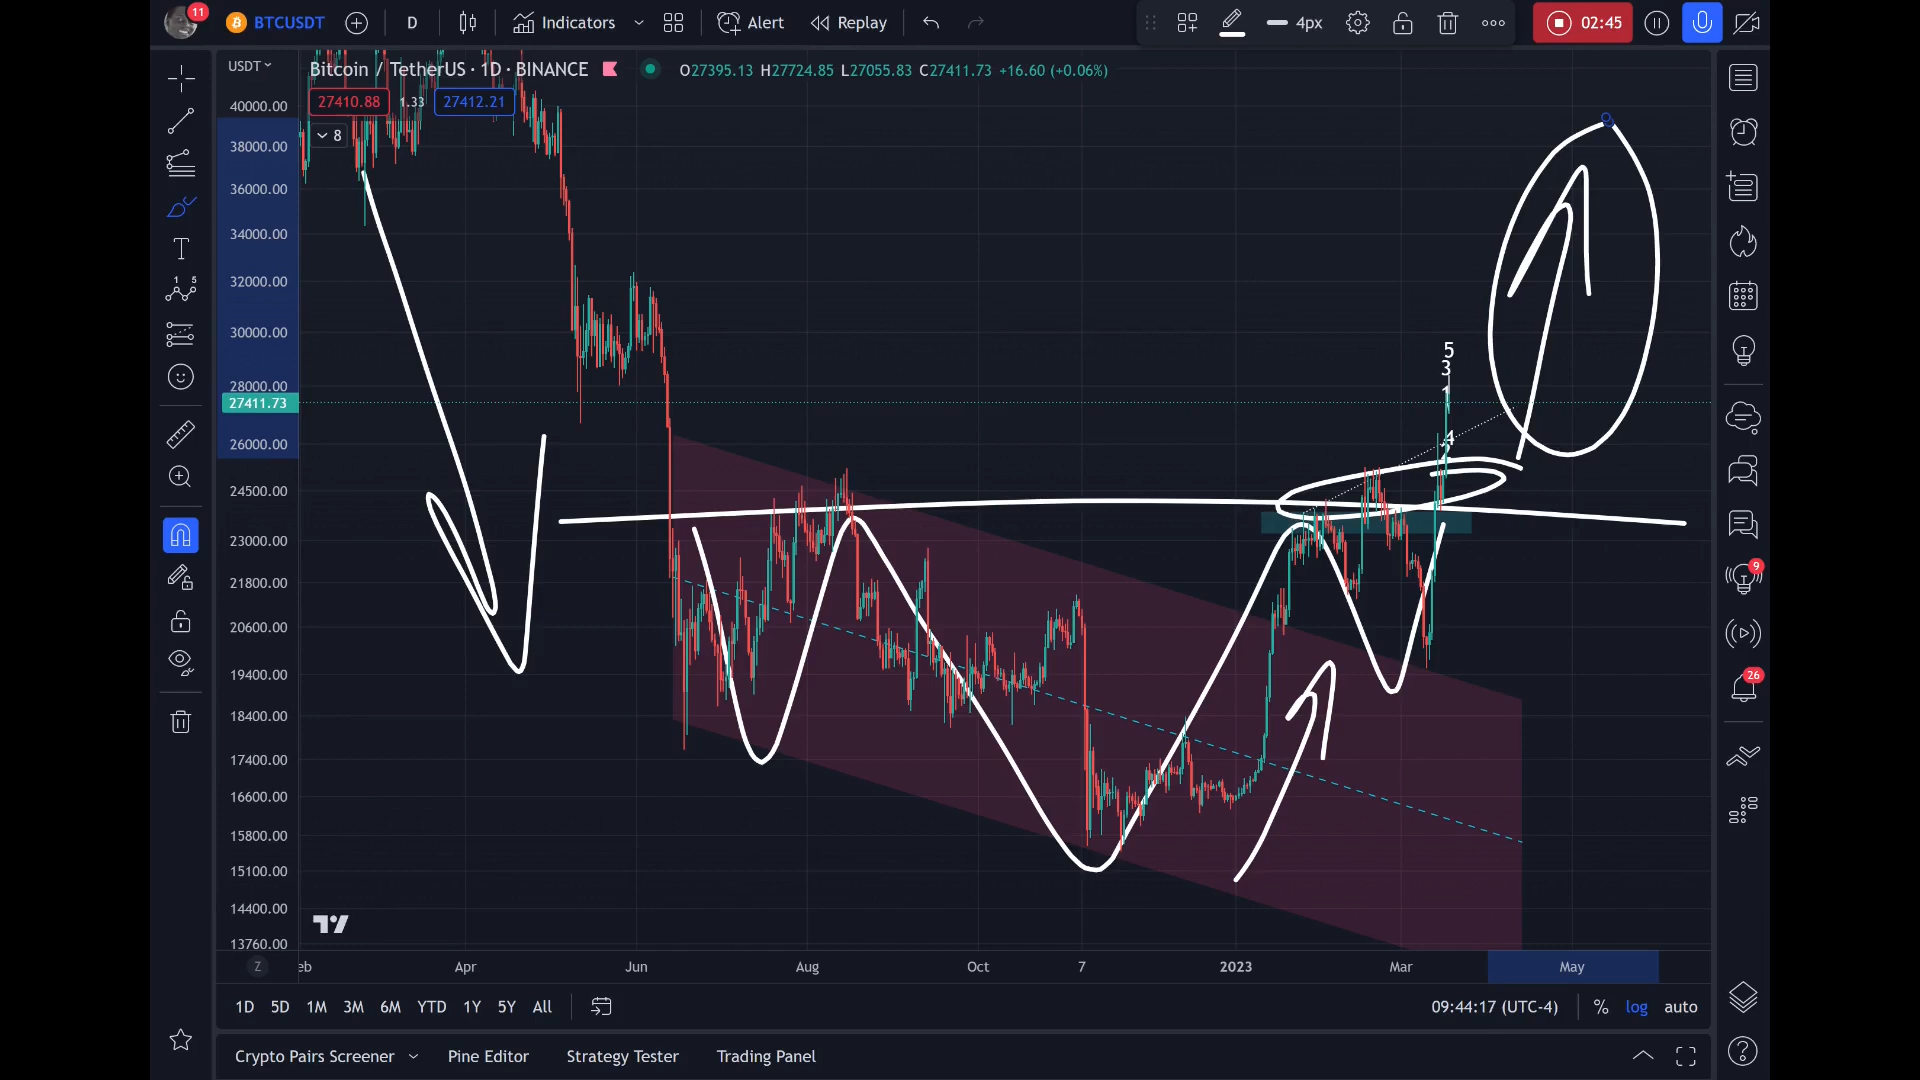 11
BTCUSDT
D
Indicators
Alert
Replay
4px
02:45
USDT
Bitcoin / TetherUS · 1D · BINANCE
O27395.13 H27724.85 L27055.83 C27411.73 +16.60 (+0.06%)
27410.88 1.33 27412.21
8
40000.00
38000.00
36000.00
34000.00
32000.00
30000.00
28000.00
27411.73
26000.00
24500.00
23000.00
21800.00
20600.00
19400.00
18400.00
17400.00
16600.00
15800.00
15100.00
14400.00
13760.00
5
3
1
4
9
26
Z
eb Apr Jun Aug Oct 7 2023 Mar May
1D 5D 1M 3M 6M YTD 1Y 5Y All
09:44:17 (UTC-4) % log auto
Crypto Pairs Screener Pine Editor Strategy Tester Trading Panel